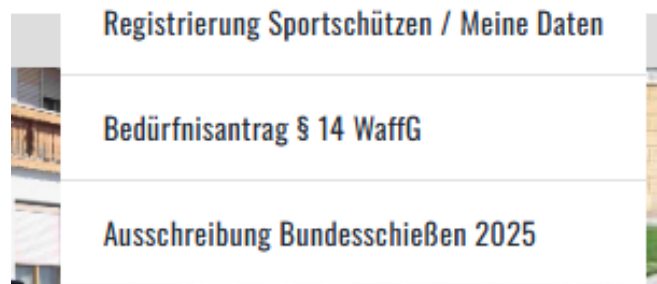 Registrierung Sportschützen / Meine Daten
Bedürfnisantrag § 14 WaffG
Ausschreibung Bundesschießen 2025